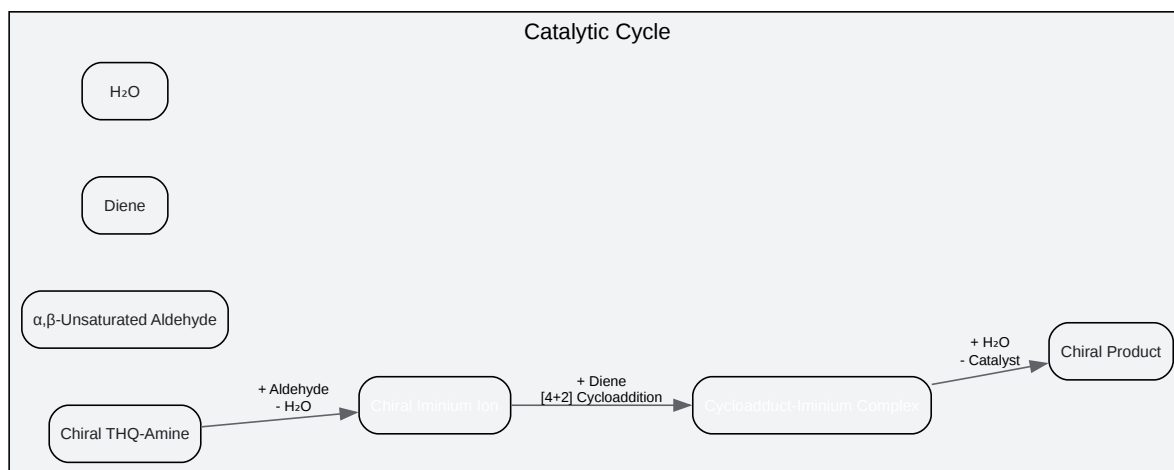 Catalytic Cycle
H₂O
Diene
α,β-Unsaturated Aldehyde
Chiral THQ-Amine
+ Aldehyde
- H₂O
Chiral Iminium Ion
+ Diene
[4+2] Cycloaddition
Cycloadduct-Iminium Complex
+ H₂O
- Catalyst
Chiral Product